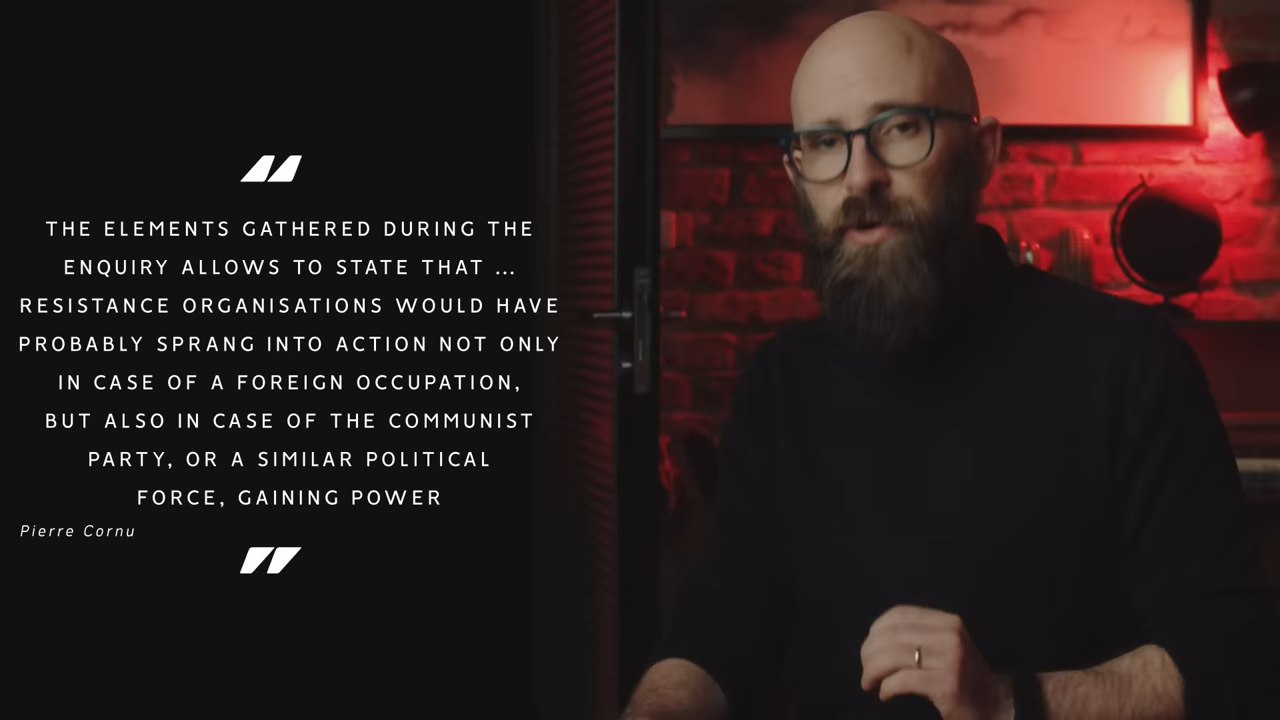 “
THE ELEMENTS GATHERED DURING THE
ENQUIRY ALLOWS TO STATE THAT ...
RESISTANCE ORGANISATIONS WOULD HAVE
PROBABLY SPRANG INTO ACTION NOT ONLY
IN CASE OF A FOREIGN OCCUPATION,
BUT ALSO IN CASE OF THE COMMUNIST
PARTY, OR A SIMILAR POLITICAL
FORCE, GAINING POWER
Pierre Cornu
”